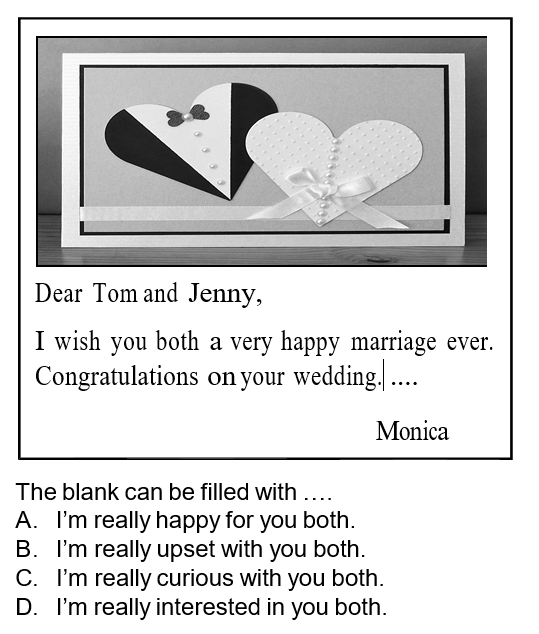 Dear Tom and Jenny,
I wish you both a very happy marriage ever.
Congratulations on your wedding. ....
Monica
The blank can be filled with ….
A. I’m really happy for you both.
B. I’m really upset with you both.
C. I’m really curious with you both.
D. I’m really interested in you both.